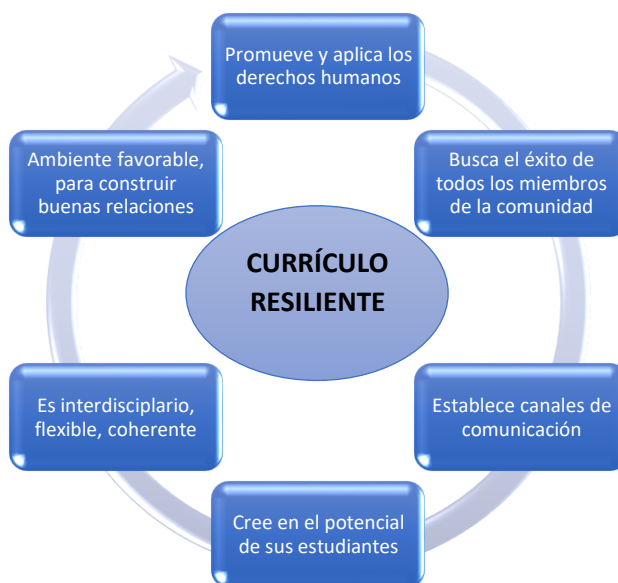 Promueve y aplica los
derechos humanos
Busca el éxito de
todos los miembros
de la comunidad
Establece canales de
comunicación
Cree en el potencial
de sus estudiantes
Es interdisciplario,
flexible, coherente
Ambiente favorable,
para construir
buenas relaciones
CURRÍCULO
RESILIENTE